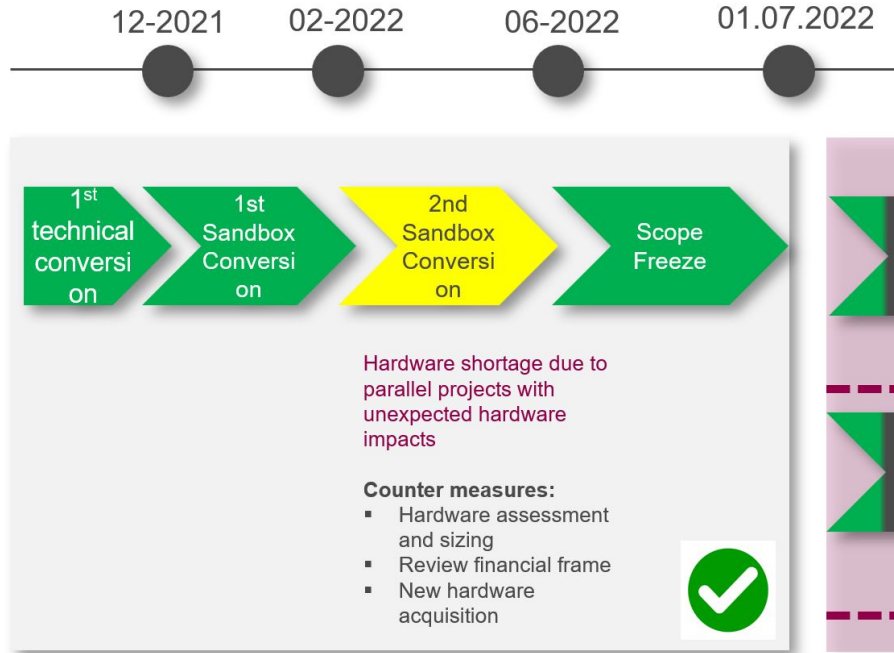 12-2021
02-2022
06-2022
01.07.2022
1st
technical
conversi
on
1st
Sandbox
Conversi
on
2nd
Sandbox
Conversi
on
Scope
Freeze
Hardware shortage due to
parallel projects with
unexpected hardware
impacts
Counter measures:
▪ Hardware assessment
and sizing
▪ Review financial frame
▪ New hardware
acquisition